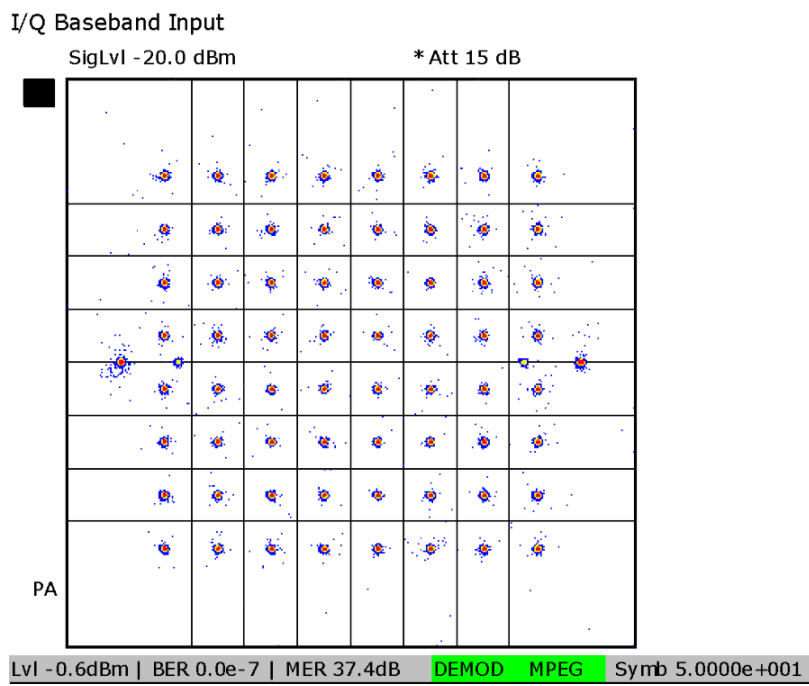 I/Q Baseband Input
SigLvl -20.0 dBm * Att 15 dB
PA
Lvl -0.6dBm | BER 0.0e-7 | MER 37.4dB DEMOD MPEG Symb 5.0000e+001